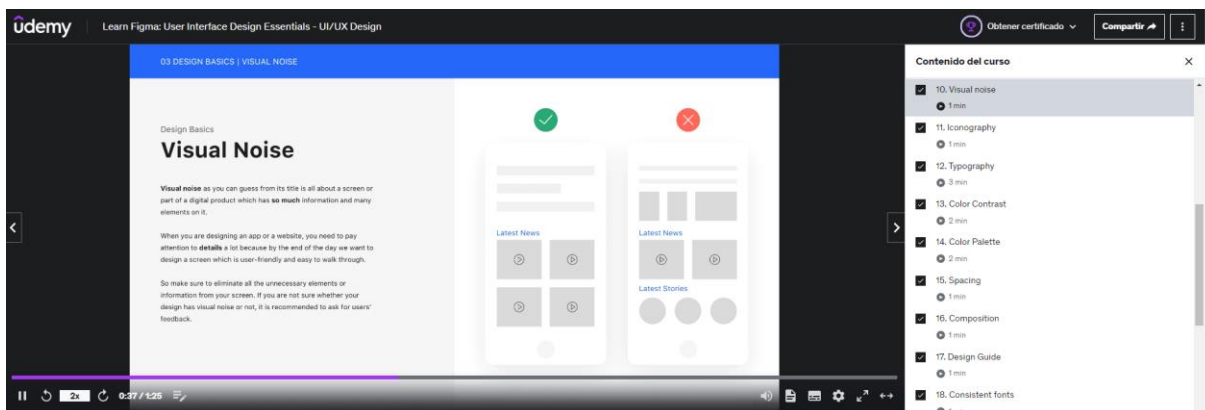 ûdemy
Learn Figma: User Interface Design Essentials - UI/UX Design
Obtener certificado
Compartir
03 DESIGN BASICS | VISUAL NOISE
Design Basics
Visual Noise
Visual noise as you can guess from its title is all about a screen or
part of a digital product which has so much information and many
elements on it.
When you are designing an app or a website, you need to pay
attention to details a lot because by the end of the day we want to
design a screen which is user-friendly and easy to walk through.
So make sure to eliminate all the unnecessary elements or
information from your screen. If you are not sure whether your
design has visual noise or not, it is recommended to ask for users'
feedback.
Latest News
Latest News
Latest Stories
2x
0:37 / 1:25
Contenido del curso
10. Visual noise
1 min
11. Iconography
1 min
12. Typography
3 min
13. Color Contrast
2 min
14. Color Palette
2 min
15. Spacing
1 min
16. Composition
1 min
17. Design Guide
1 min
18. Consistent fonts